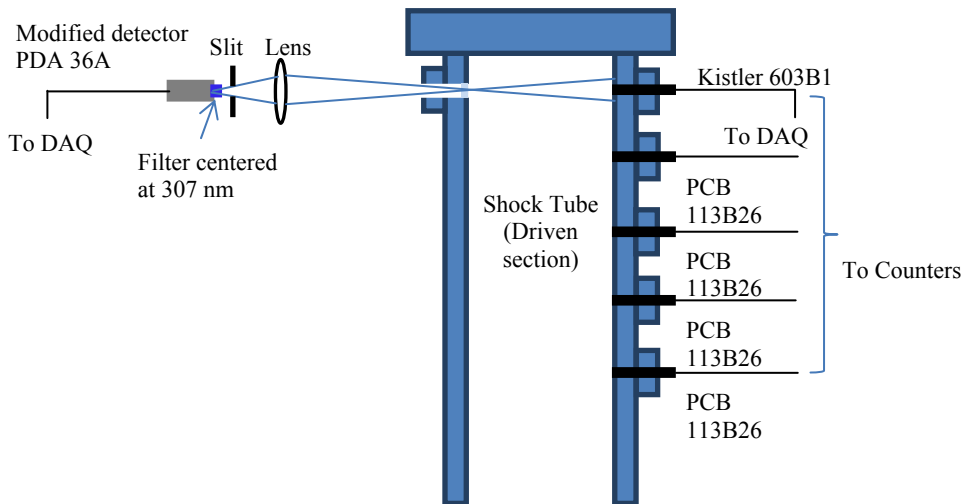 Modified detector
PDA 36A
Slit
Lens
Kistler 603B1
To DAQ
To DAQ
Filter centered
at 307 nm
Shock Tube
(Driven
section)
PCB
113B26
PCB
113B26
PCB
113B26
PCB
113B26
To Counters